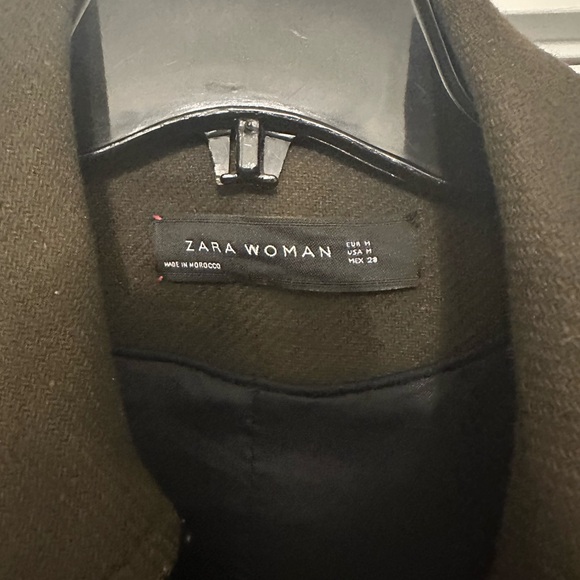 ZARA WOMAN
MADE IN MOROCCO
EUR M
USA M
MEX 28